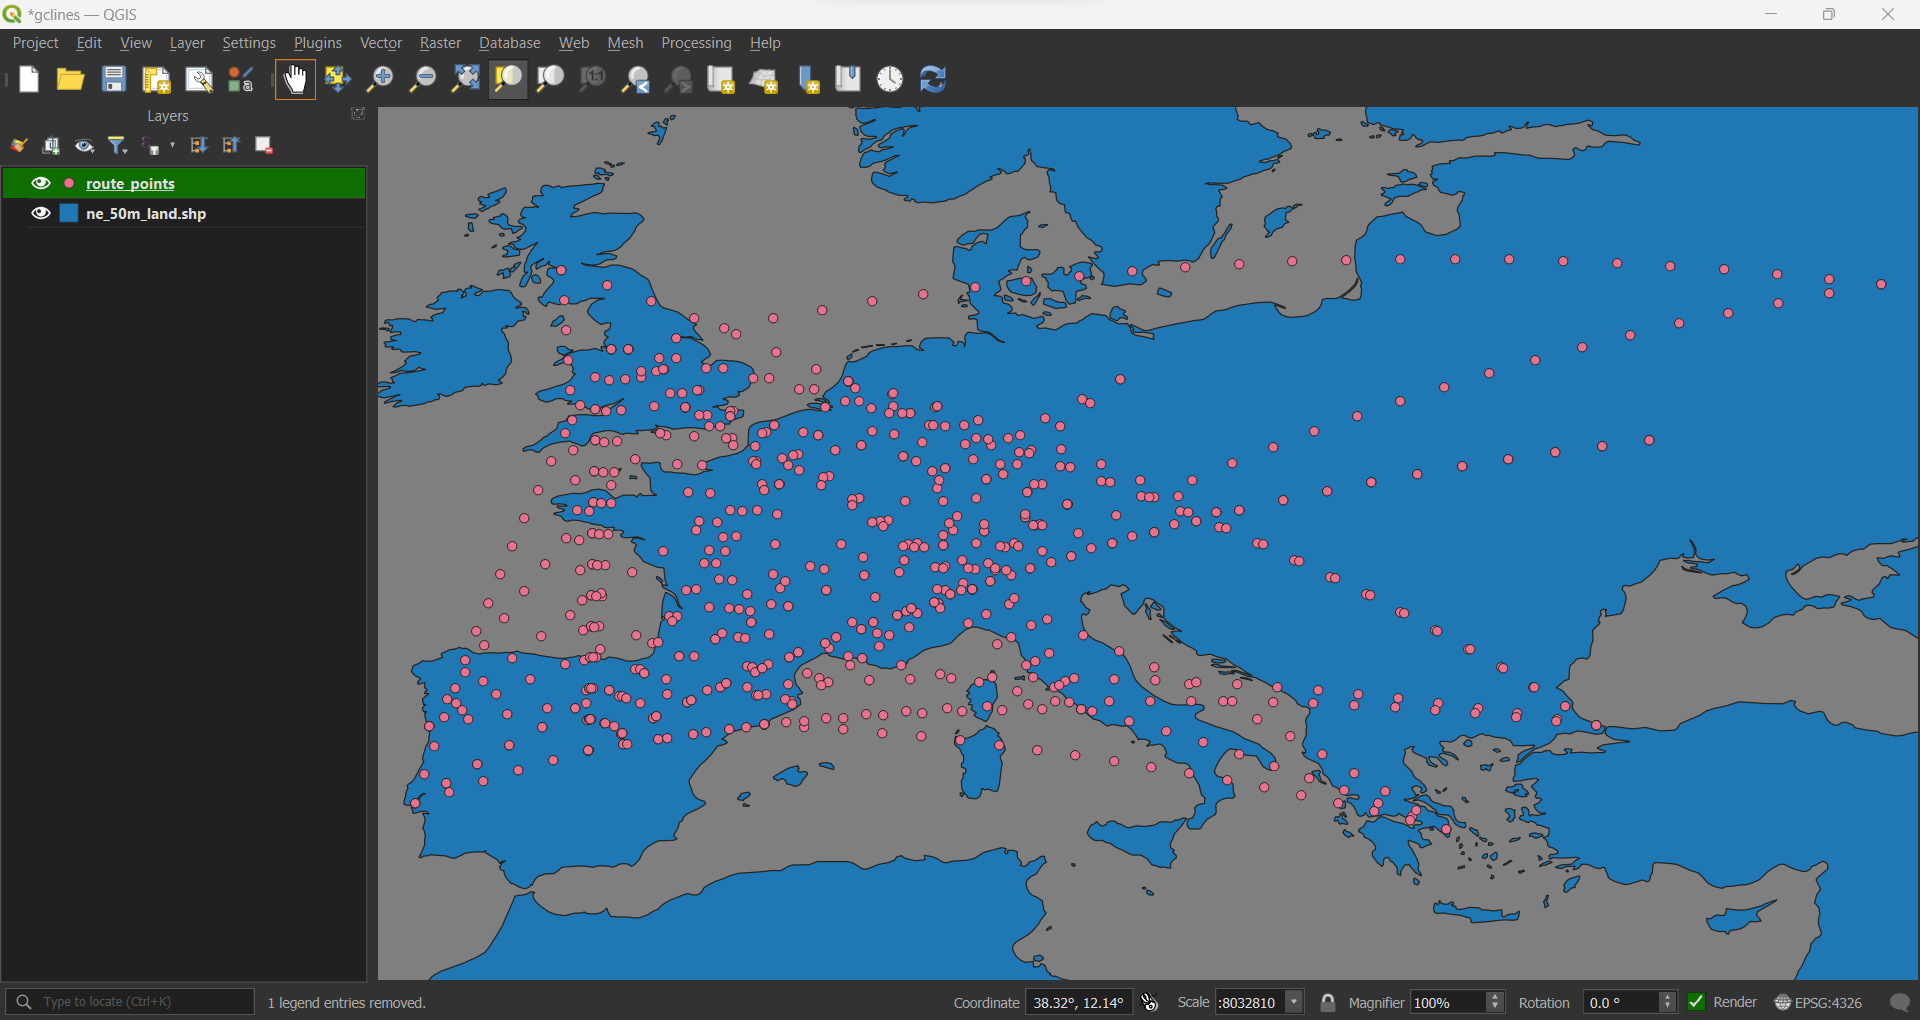 *gclines — QGIS
Project Edit View Layer Settings Plugins Vector Raster Database Web Mesh Processing Help
a 1:1
Layers
route_points
ne_50m_land.shp
Type to locate (Ctrl+K) 1 legend entries removed. Coordinate 38.32°, 12.14° Scale :8032810 Magnifier 100% Rotation 0.0 ° Render EPSG:4326